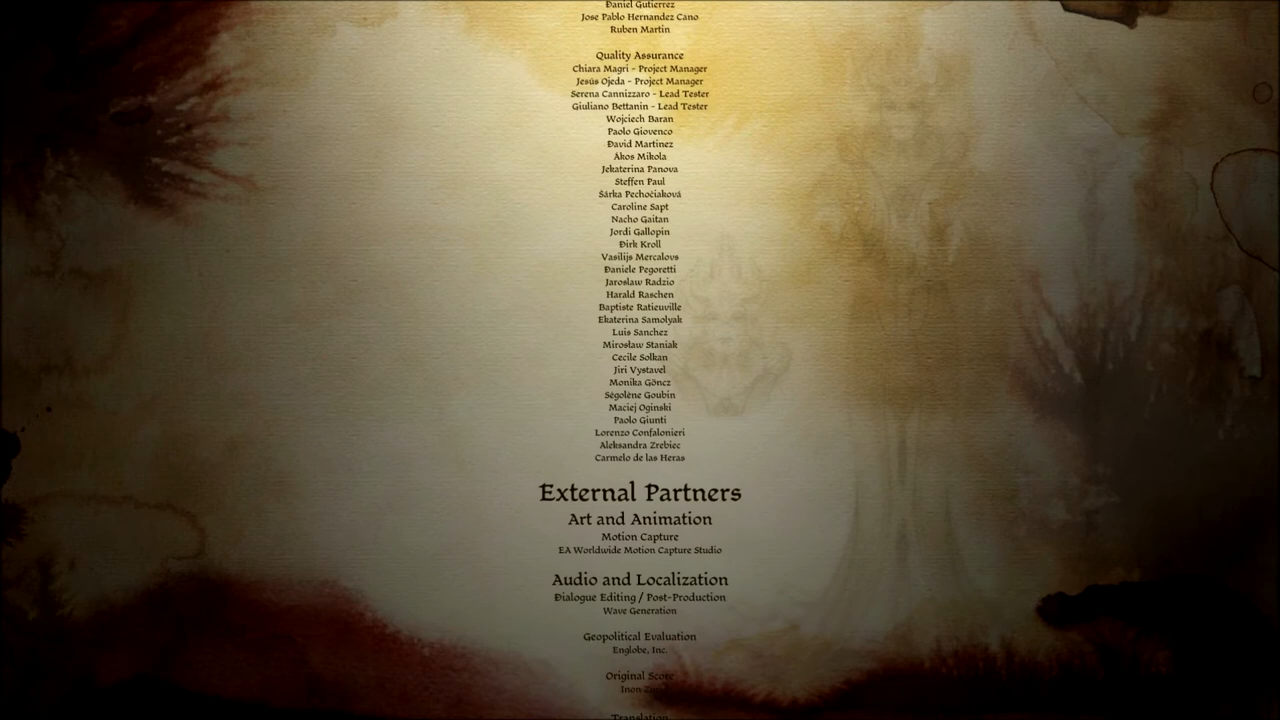 Daniel Gutierrez
Jose Pablo Hernandez Cano
Ruben Martin
Quality Assurance
Chiara Magri - Project Manager
Jesús Ojeda - Project Manager
Serena Cannizzaro - Lead Tester
Giuliano Bettanin - Lead Tester
Wojciech Baran
Paolo Giovenco
David Martinez
Ákos Mikola
Jekaterina Panova
Steffen Paul
Šárka Pechočiaková
Caroline Sapt
Nacho Gaitan
Jordi Gallopin
Dirk Kroll
Vasilijs Mercalovs
Daniele Pegoretti
Jaroslaw Radzio
Harald Raschen
Baptiste Ratieuville
Ekaterina Samolyak
Luis Sanchez
Mirosław Staniak
Cecile Solkan
Jiri Vystavel
Monika Göncz
Ségolène Goubin
Maciej Oginski
Paolo Giunti
Lorenzo Confalonieri
Aleksandra Zrebiec
Carmelo de las Heras
External Partners
Art and Animation
Motion Capture
EA Worldwide Motion Capture Studio
Audio and Localization
Dialogue Editing / Post-Production
Wave Generation
Geopolitical Evaluation
Englobe, Inc.
Original Score
Inon
Translation